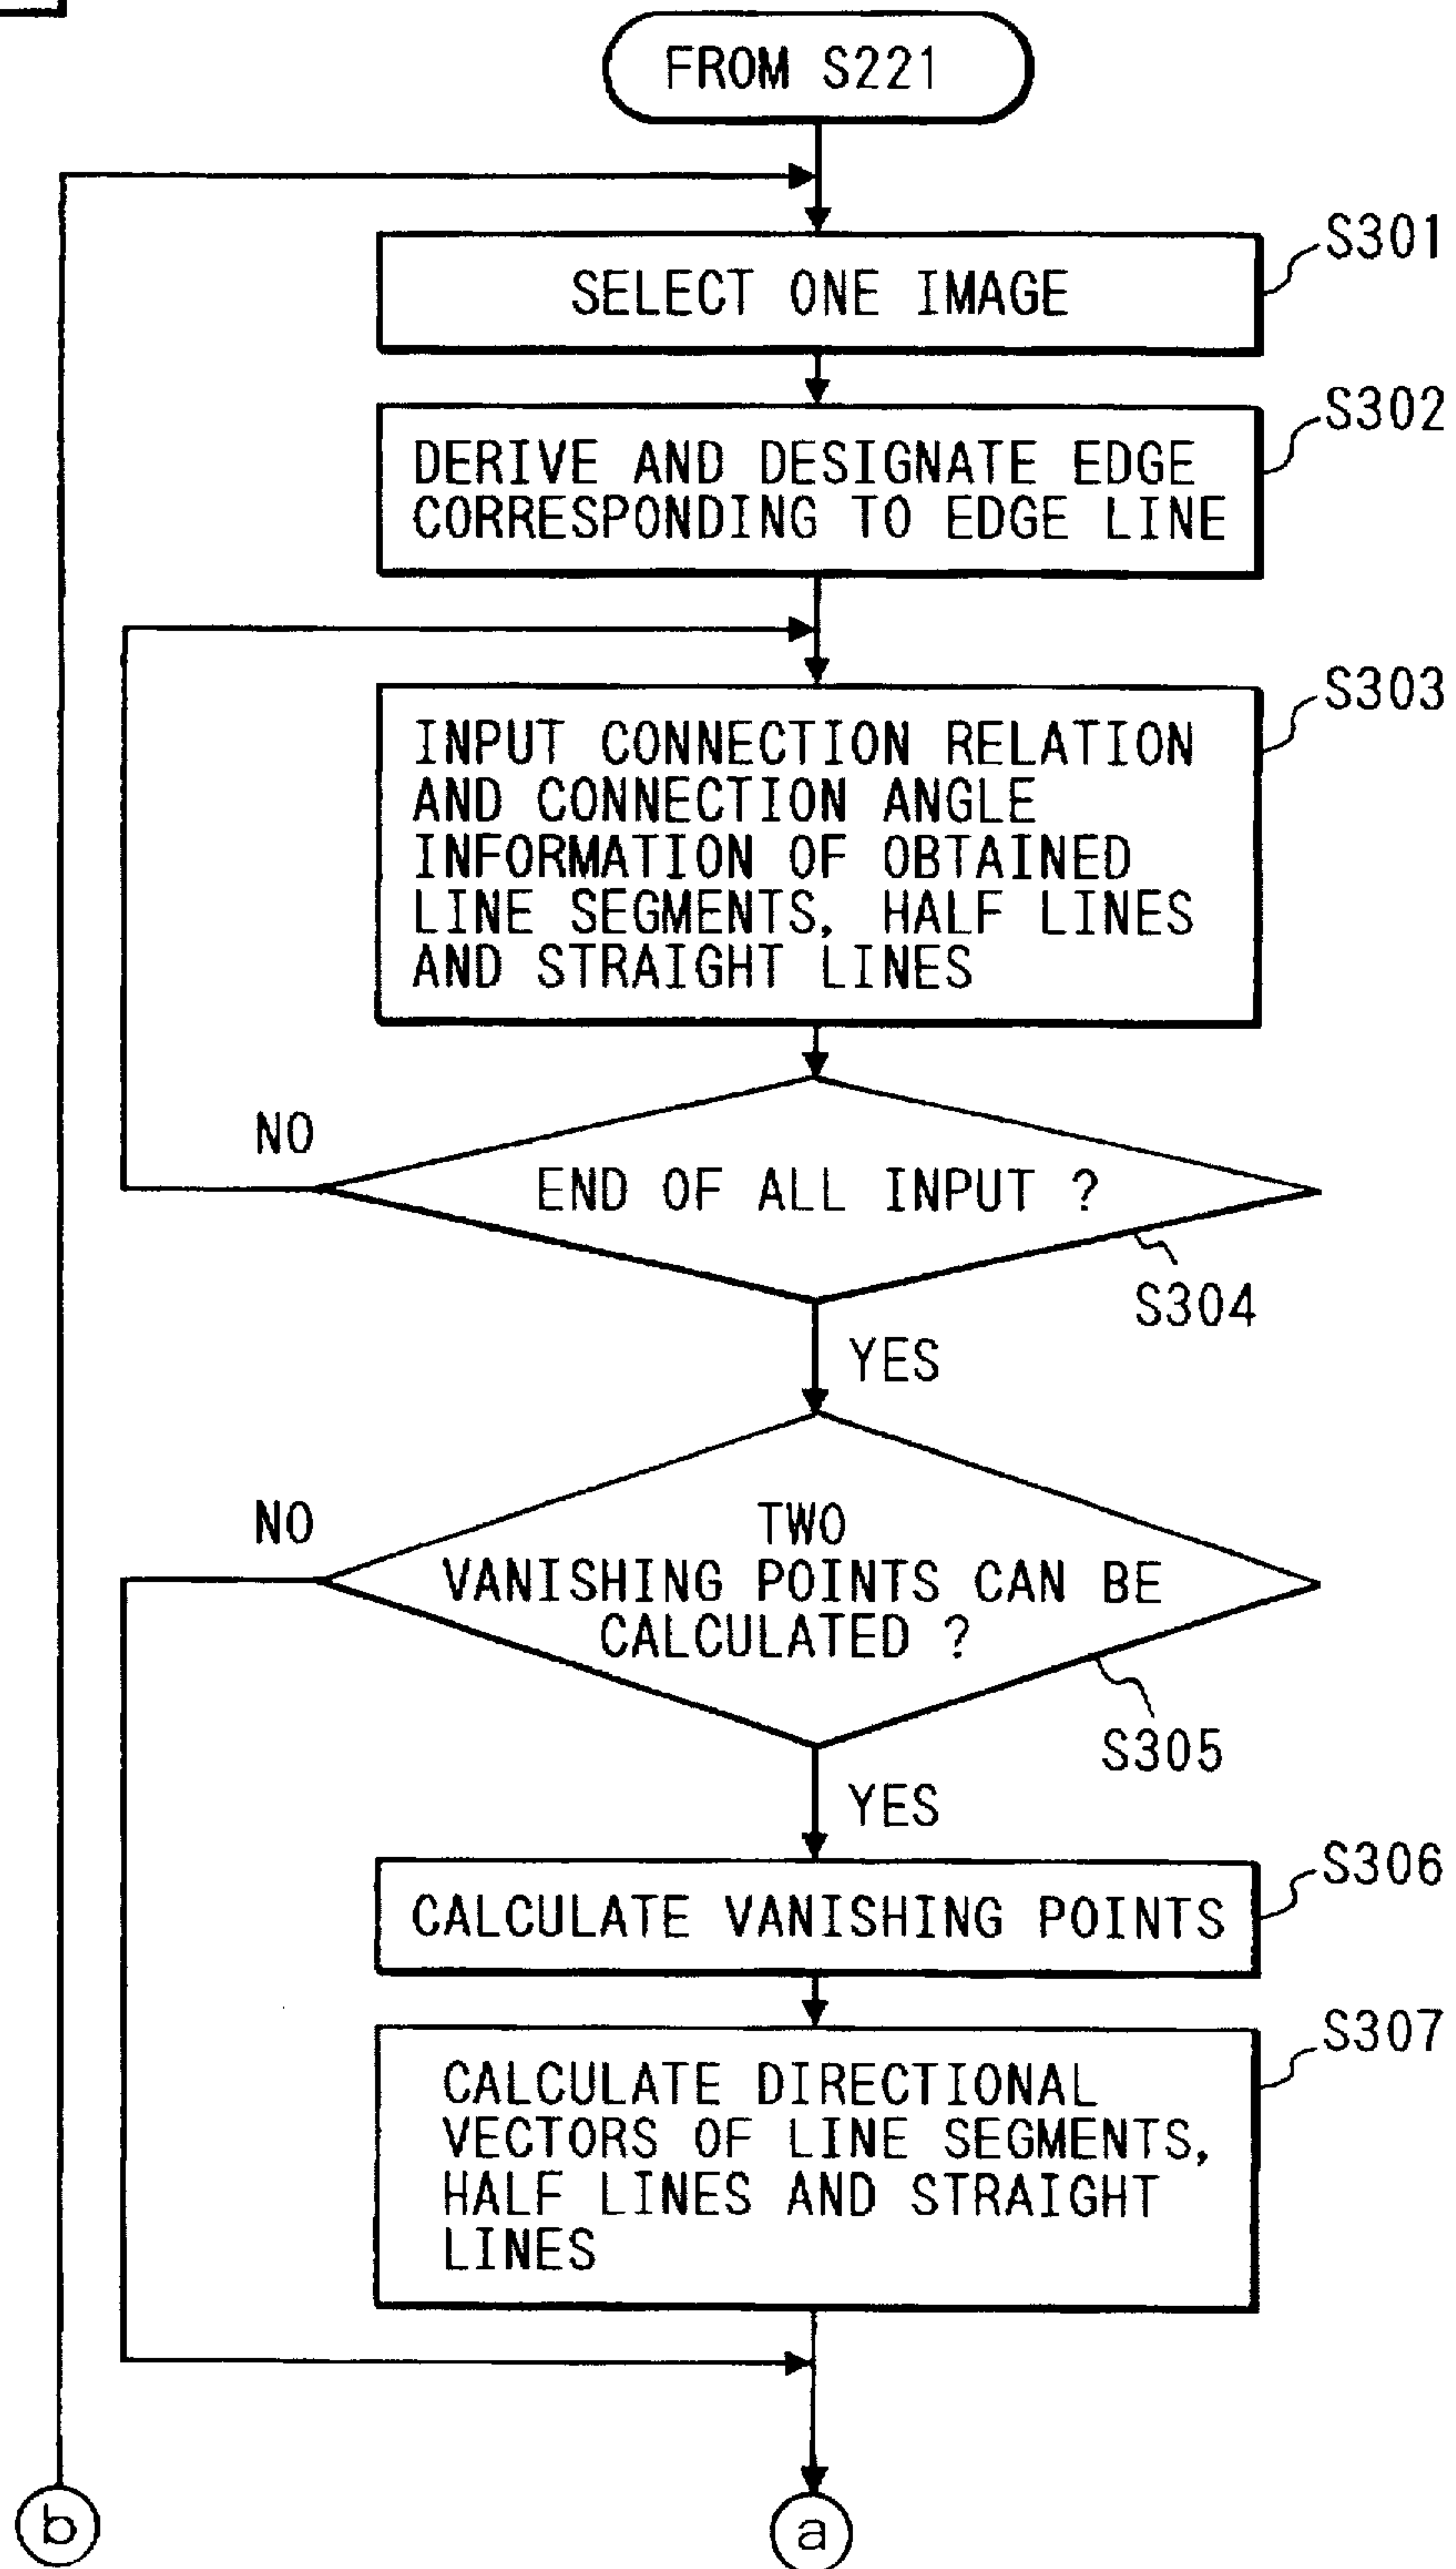 FROM S221
S301
SELECT ONE IMAGE
S302
DERIVE AND DESIGNATE EDGE
CORRESPONDING TO EDGE LINE
S303
INPUT CONNECTION RELATION
AND CONNECTION ANGLE
INFORMATION OF OBTAINED
LINE SEGMENTS, HALF LINES
AND STRAIGHT LINES
NO
END OF ALL INPUT ?
S304
YES
NO
TWO
VANISHING POINTS CAN BE
CALCULATED ?
S305
YES
S306
CALCULATE VANISHING POINTS
S307
CALCULATE DIRECTIONAL
VECTORS OF LINE SEGMENTS,
HALF LINES AND STRAIGHT
LINES
b
a